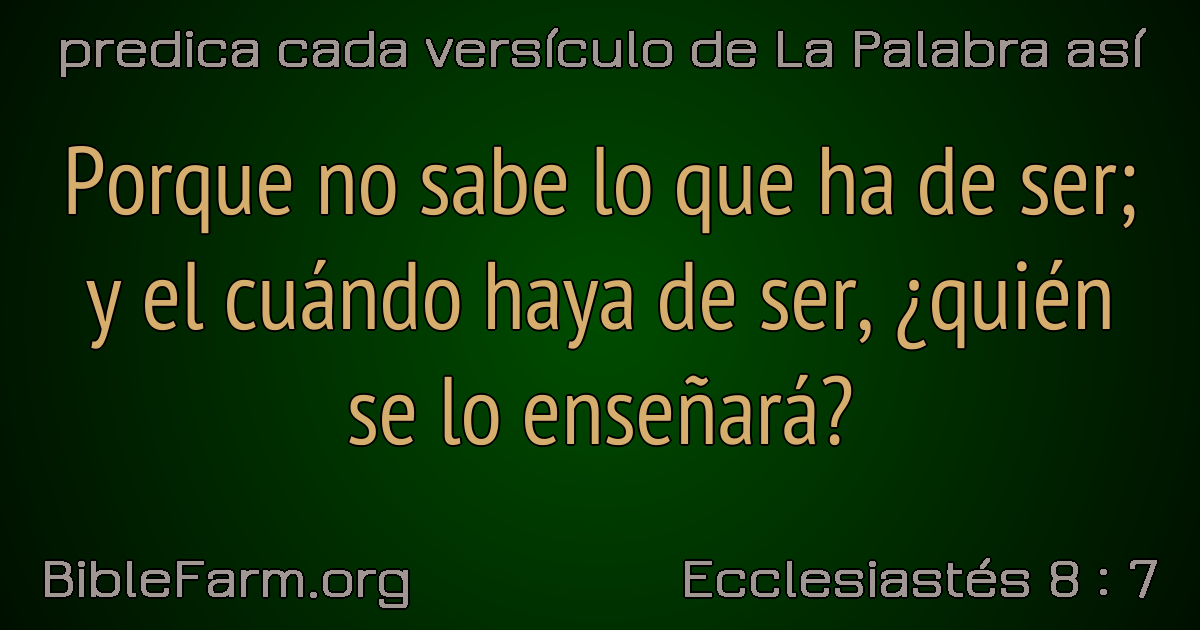 predica cada versículo de La Palabra así
Porque no sabe lo que ha de ser;
y el cuándo haya de ser, ¿quién
se lo enseñará?
BibleFarm.org
Ecclesiastés 8 : 7